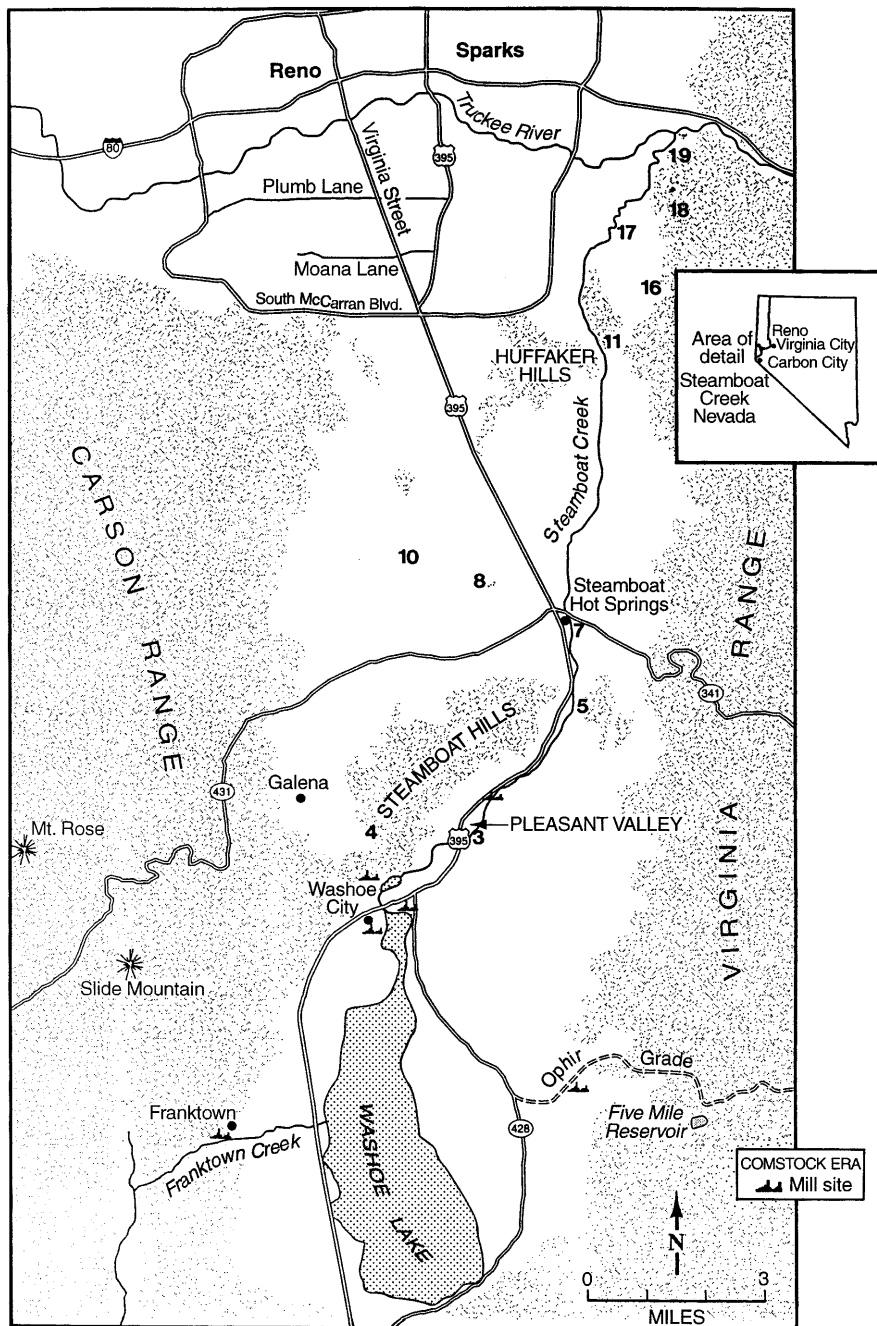 Reno
Sparks
Truckee River
80
Virginia Street
395
19
Plumb Lane
18
17
Moana Lane
16
South McCarran Blvd.
HUFFAKER
HILLS
11
Reno
Virginia City
Carbon City
Area of
detail
Steamboat
Creek
Nevada
395
CARSON RANGE
Steamboat Creek
10
8
Steamboat
Hot Springs
7
VIRGINIA RANGE
341
5
STEAMBOAT HILLS
431
Galena
Mt. Rose
4
395
3
PLEASANT VALLEY
Washoe
City
Slide Mountain
Ophir Grade
Five Mile
Reservoir
Franktown
Franktown Creek
428
WASHOE LAKE
COMSTOCK ERA
Mill site
N
0 3
MILES